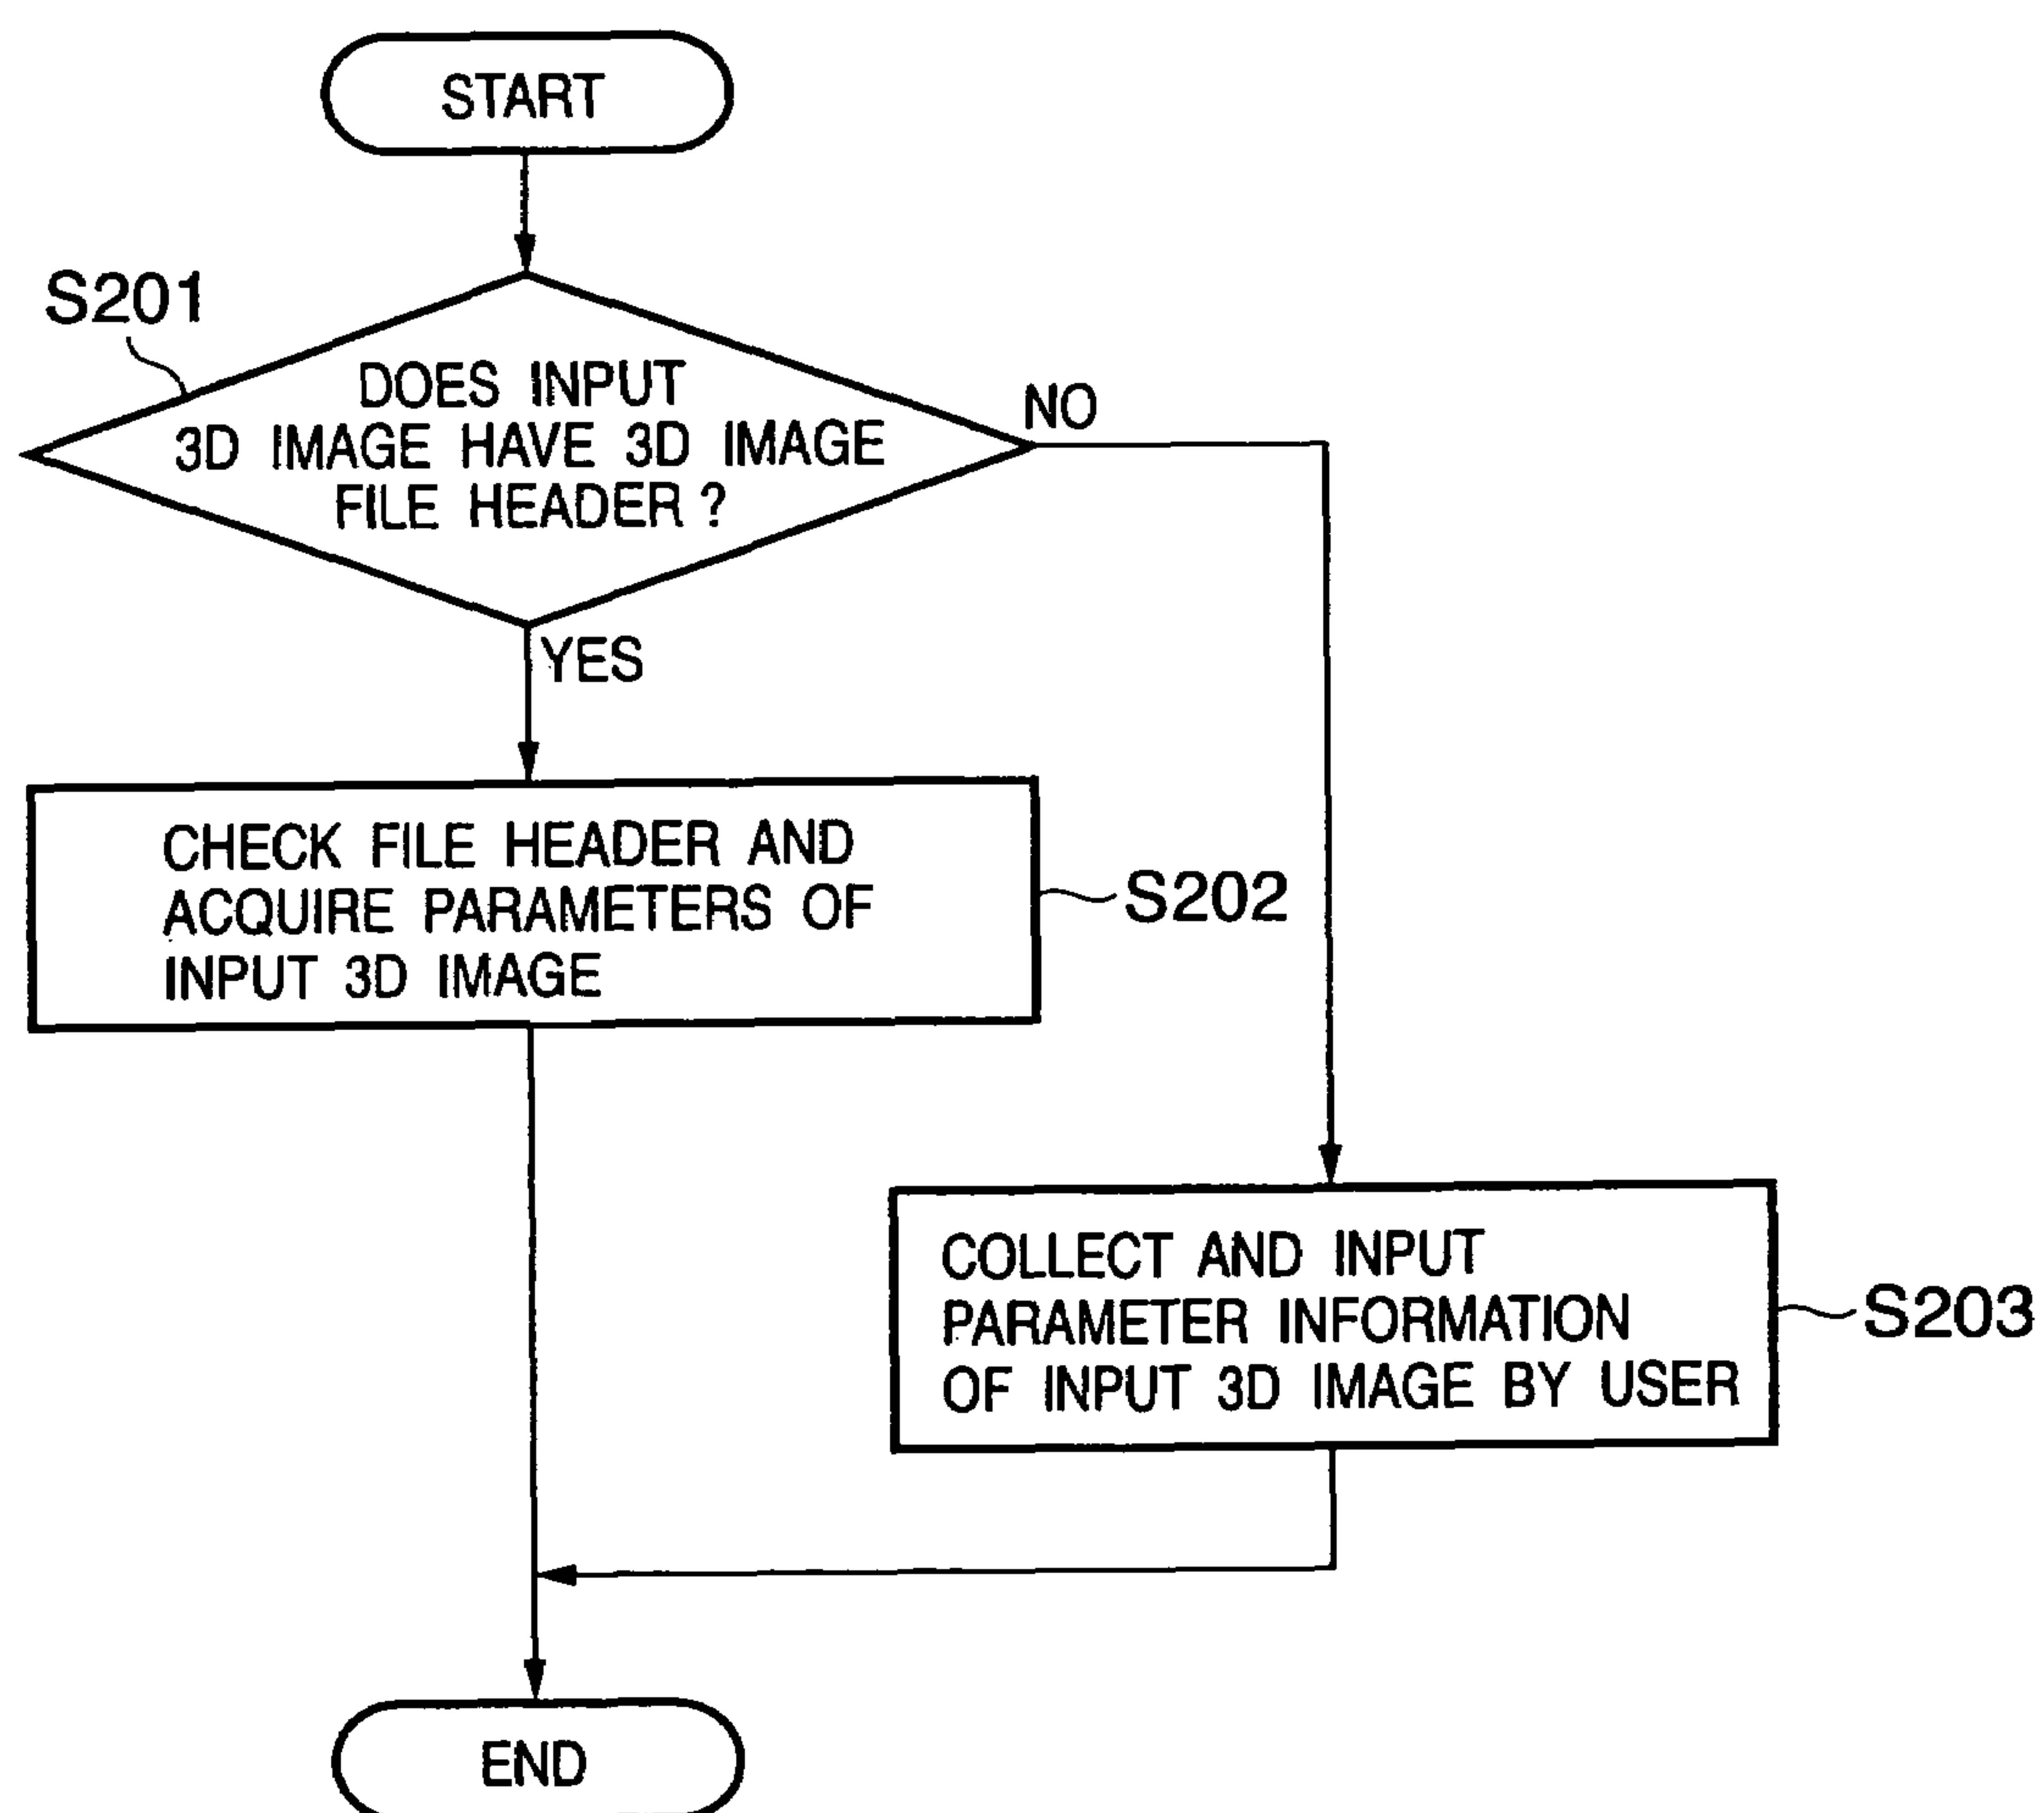 START
S201
DOES INPUT
3D IMAGE HAVE 3D IMAGE
FILE HEADER ?
NO
YES
CHECK FILE HEADER AND
ACQUIRE PARAMETERS OF
INPUT 3D IMAGE
S202
COLLECT AND INPUT
PARAMETER INFORMATION
OF INPUT 3D IMAGE BY USER
S203
END